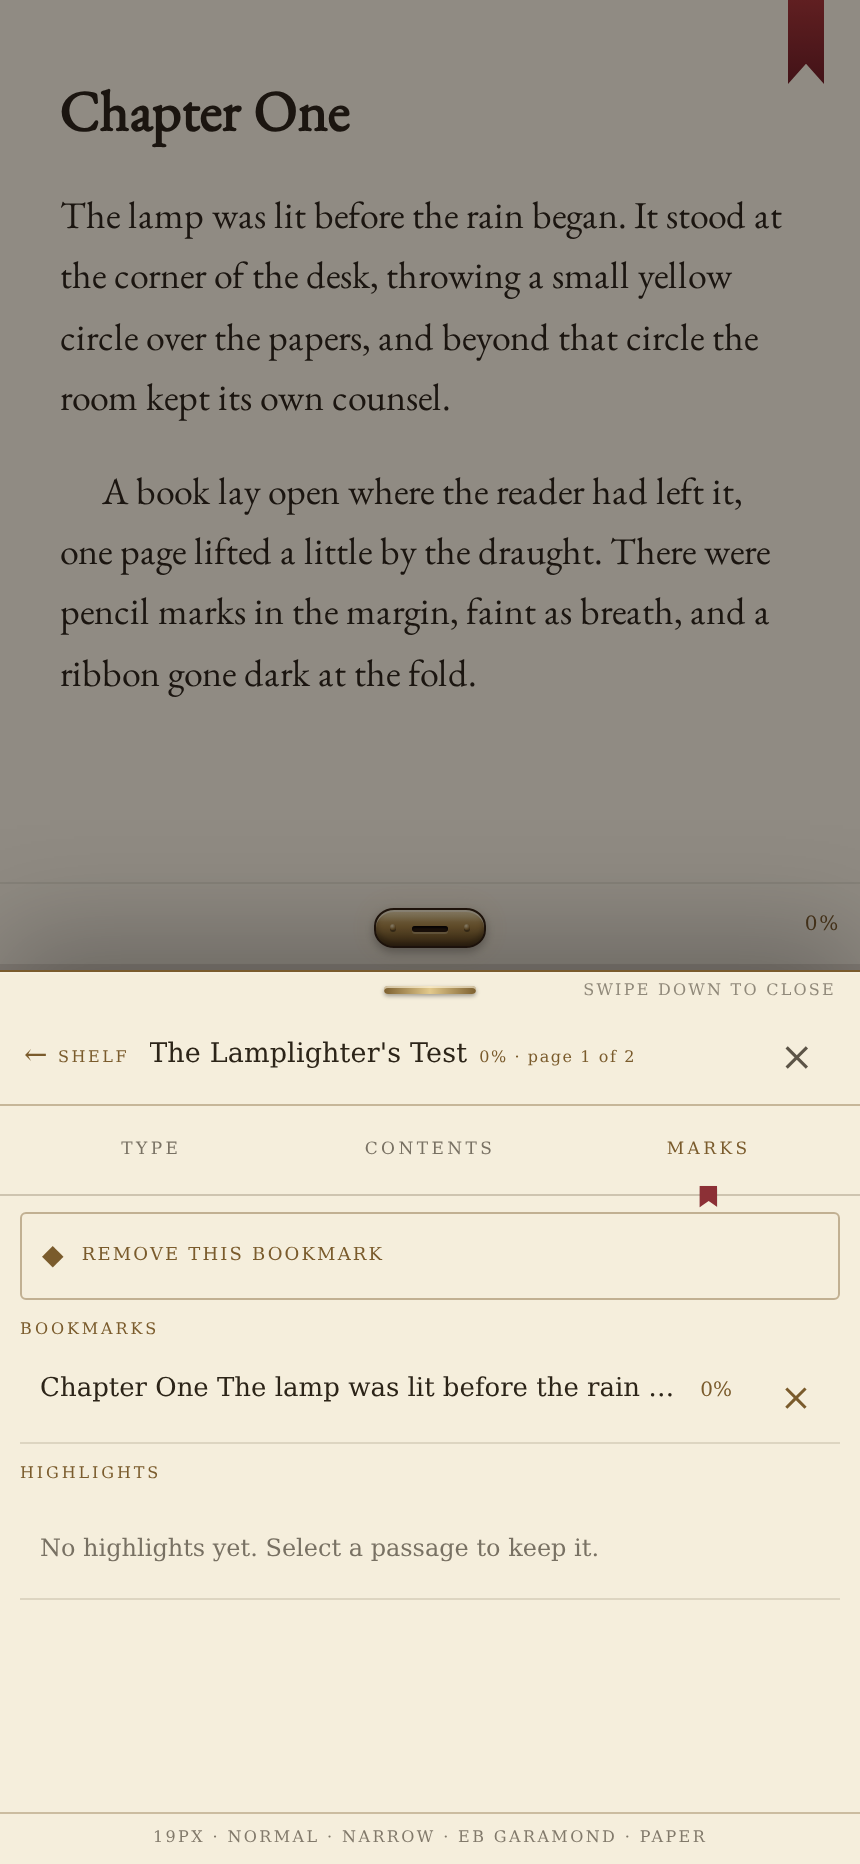 Chapter One
The lamp was lit before the rain began. It stood at
the corner of the desk, throwing a small yellow
circle over the papers, and beyond that circle the
room kept its own counsel.
A book lay open where the reader had left it,
one page lifted a little by the draught. There were
pencil marks in the margin, faint as breath, and a
ribbon gone dark at the fold.
0%
SWIPE DOWN TO CLOSE
← SHELF The Lamplighter's Test 0% · page 1 of 2 ×
TYPE CONTENTS MARKS
◆ REMOVE THIS BOOKMARK
BOOKMARKS
Chapter One The lamp was lit before the rain … 0% ×
HIGHLIGHTS
No highlights yet. Select a passage to keep it.
19PX · NORMAL · NARROW · EB GARAMOND · PAPER